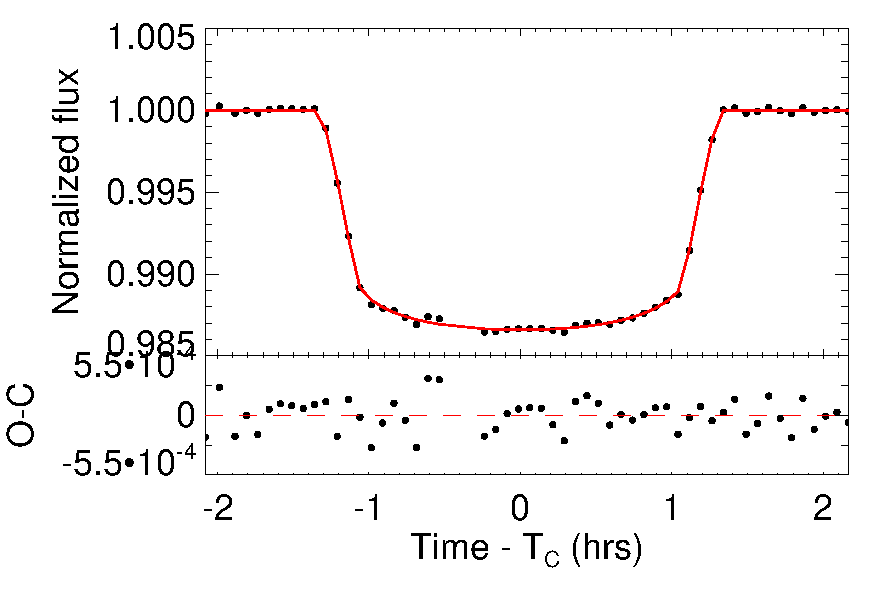 Normalized flux
1.005
1.000
0.995
0.990
0.985
O-C
5.5•10⁻⁴
0
-5.5•10⁻⁴
-2 -1 0 1 2
Time - T_C (hrs)